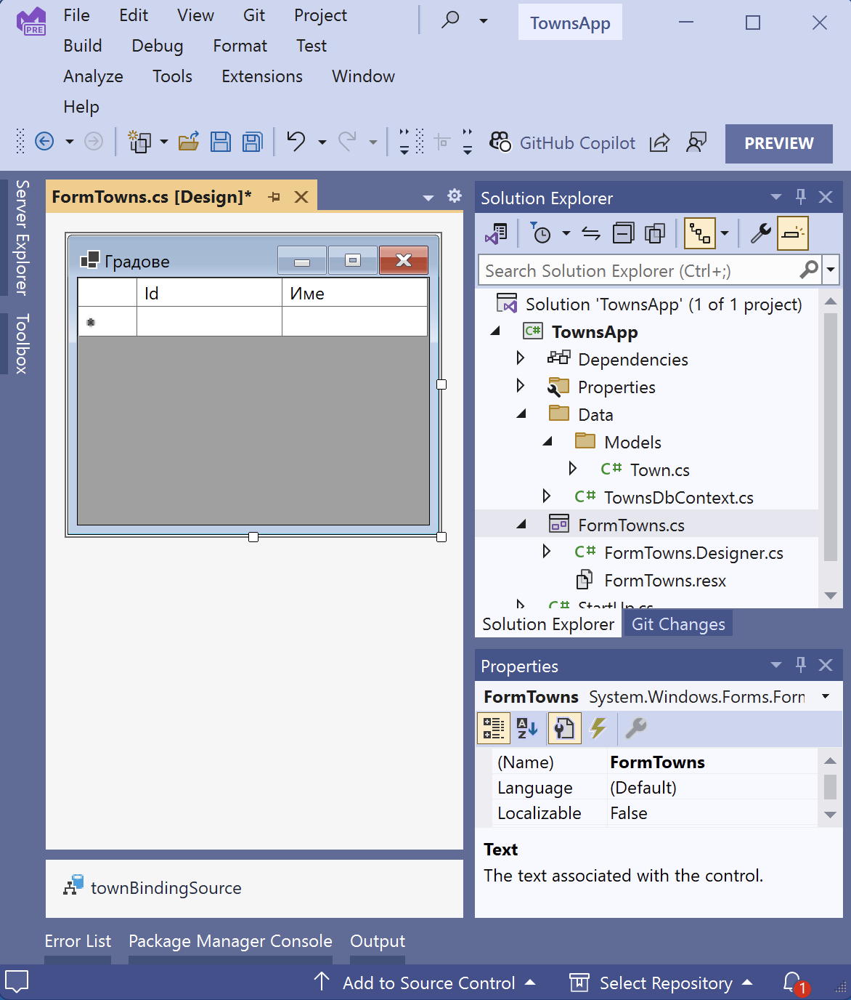 PRE
File Edit View Git Project
Build Debug Format Test
Analyze Tools Extensions Window
Help
TownsApp
GitHub Copilot
PREVIEW
Server Explorer
Toolbox
FormTowns.cs [Design]*
Градове
Id Име
townBindingSource
Solution Explorer
Search Solution Explorer (Ctrl+;)
Solution 'TownsApp' (1 of 1 project)
C# TownsApp
Dependencies
Properties
Data
Models
C# Town.cs
C# TownsDbContext.cs
FormTowns.cs
C# FormTowns.Designer.cs
FormTowns.resx
C# StartUp.cs
Solution Explorer Git Changes
Properties
FormTowns System.Windows.Forms.Forn
(Name) FormTowns
Language (Default)
Localizable False
Text
The text associated with the control.
Error List Package Manager Console Output
Add to Source Control Select Repository 1